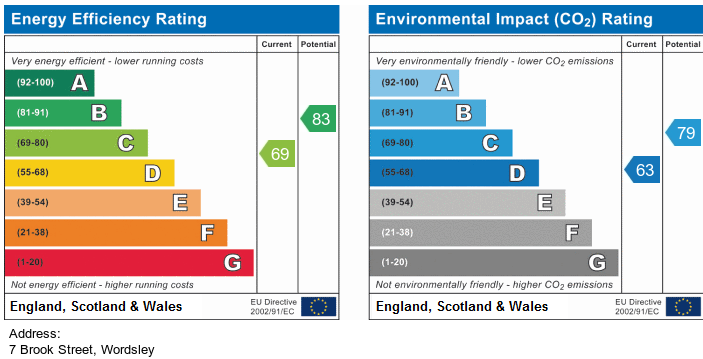 Energy Efficiency Rating
Current Potential
Very energy efficient - lower running costs
(92-100) A
(81-91) B
83
(69-80) C
69
(55-68) D
(39-54) E
(21-38) F
(1-20) G
Not energy efficient - higher running costs
England, Scotland & Wales
EU Directive
2002/91/EC
Environmental Impact (CO2) Rating
Current Potential
Very environmentally friendly - lower CO2 emissions
(92-100) A
(81-91) B
(69-80) C
79
(55-68) D
63
(39-54) E
(21-38) F
(1-20) G
Not environmentally friendly - higher CO2 emissions
England, Scotland & Wales
EU Directive
2002/91/EC
Address:
7 Brook Street, Wordsley